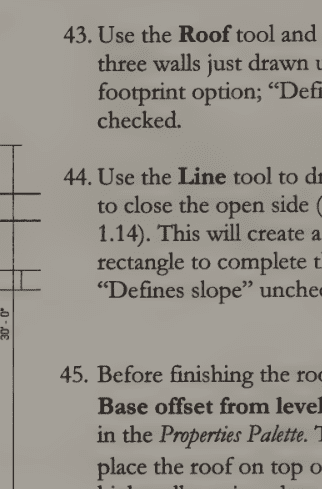 43. Use the Roof tool and
three walls just drawn
footprint option; “Defi
checked.
44. Use the Line tool to dr
to close the open side (
1.14). This will create a
rectangle to complete t
“Defines slope” unche
45. Before finishing the roo
Base offset from level
in the Properties Palette.
place the roof on top o
30' - 0"